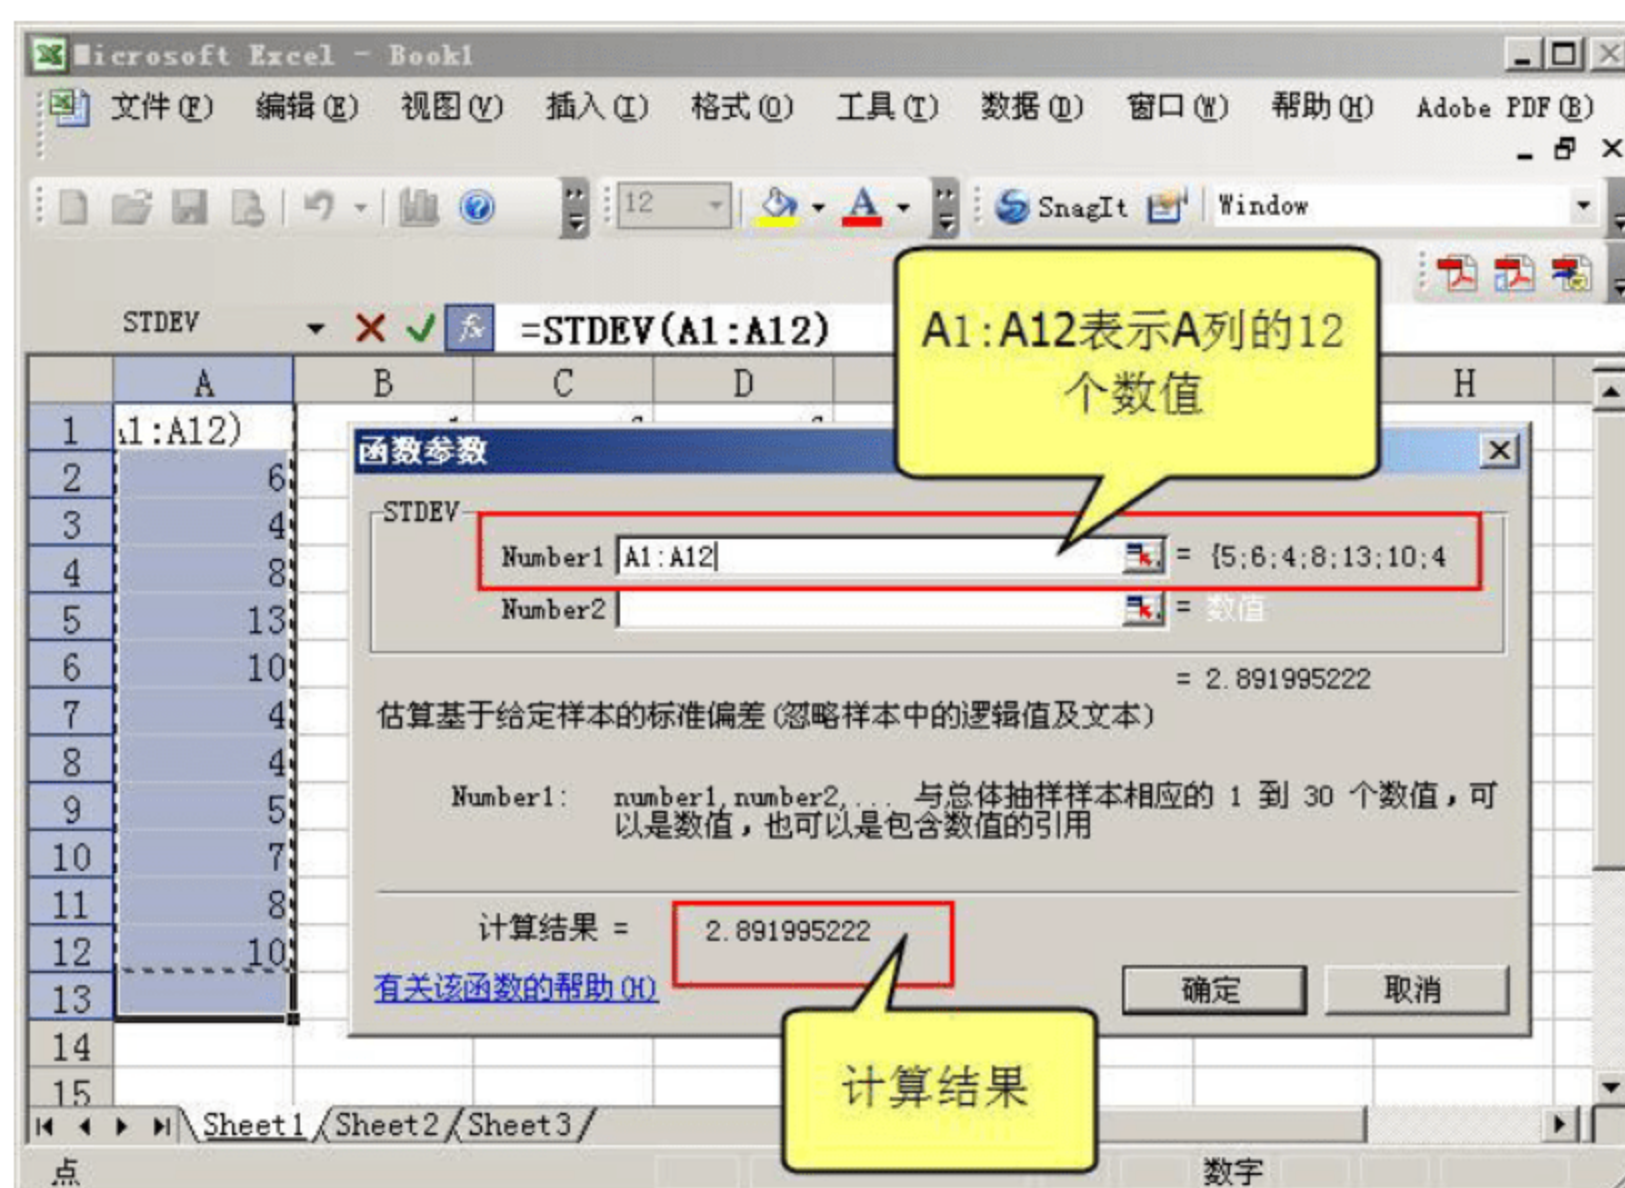 Microsoft Excel - Book1
文件(F) 编辑(E) 视图(V) 插入(I) 格式(O) 工具(T) 数据(D) 窗口(W) 帮助(H) Adobe PDF(B)
12 SnagIt Window
STDEV =STDEV(A1:A12)
A1:A12表示A列的12
个数值
A B C D H
1 A1:A12)
2 6
3 4
4 8
5 13
6 10
7 4
8 4
9 5
10 7
11 8
12 10
13
14
15
函数参数
STDEV
Number1 A1:A12 = {5;6;4;8;13;10;4
Number2 = 数值
= 2.891995222
估算基于给定样本的标准偏差(忽略样本中的逻辑值及文本)
Number1: number1,number2,... 与总体抽样样本相应的 1 到 30 个数值，可
以是数值，也可以是包含数值的引用
计算结果 = 2.891995222
有关该函数的帮助(H) 确定 取消
计算结果
Sheet1 Sheet2 Sheet3
点 数字